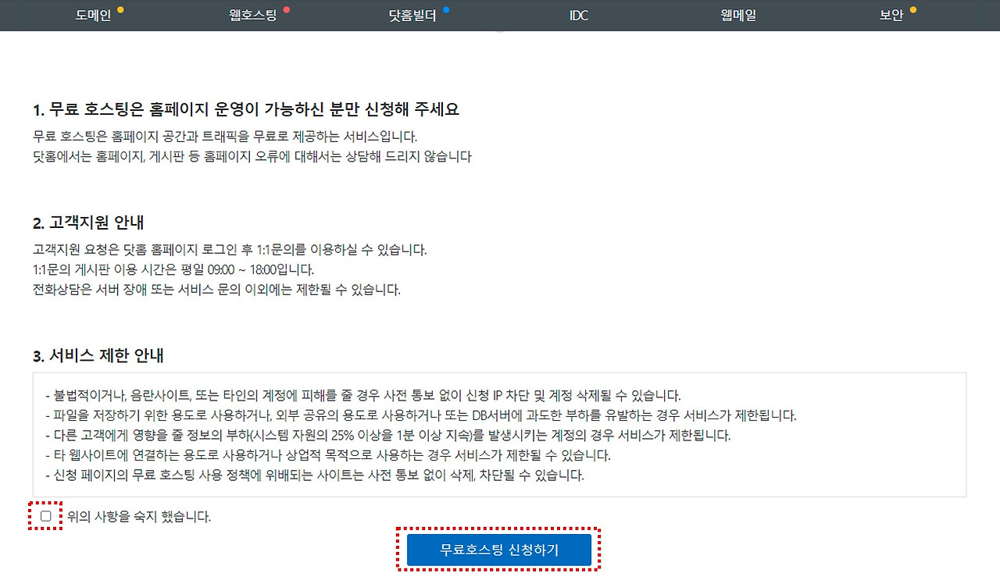 도메인 웹호스팅 닷홈빌더 IDC 웹메일 보안
1. 무료 호스팅은 홈페이지 운영이 가능하신 분만 신청해 주세요
무료 호스팅은 홈페이지 공간과 트래픽을 무료로 제공하는 서비스입니다.
닷홈에서는 홈페이지, 게시판 등 홈페이지 오류에 대해서는 상담해 드리지 않습니다
2. 고객지원 안내
고객지원 요청은 닷홈 홈페이지 로그인 후 1:1문의를 이용하실 수 있습니다.
1:1문의 게시판 이용 시간은 평일 09:00 ~ 18:00입니다.
전화상담은 서버 장애 또는 서비스 문의 이외에는 제한될 수 있습니다.
3. 서비스 제한 안내
- 불법적이거나, 음란사이트, 또는 타인의 계정에 피해를 줄 경우 사전 통보 없이 신청 IP 차단 및 계정 삭제될 수 있습니다.
- 파일을 저장하기 위한 용도로 사용하거나, 외부 공유의 용도로 사용하거나 또는 DB서버에 과도한 부하를 유발하는 경우 서비스가 제한됩니다.
- 다른 고객에게 영향을 줄 정보의 부하(시스템 자원의 25% 이상을 1분 이상 지속)를 발생시키는 계정의 경우 서비스가 제한됩니다.
- 타 웹사이트에 연결하는 용도로 사용하거나 상업적 목적으로 사용하는 경우 서비스가 제한될 수 있습니다.
- 신청 페이지의 무료 호스팅 사용 정책에 위배되는 사이트는 사전 통보 없이 삭제, 차단될 수 있습니다.
위의 사항을 숙지 했습니다.
무료호스팅 신청하기